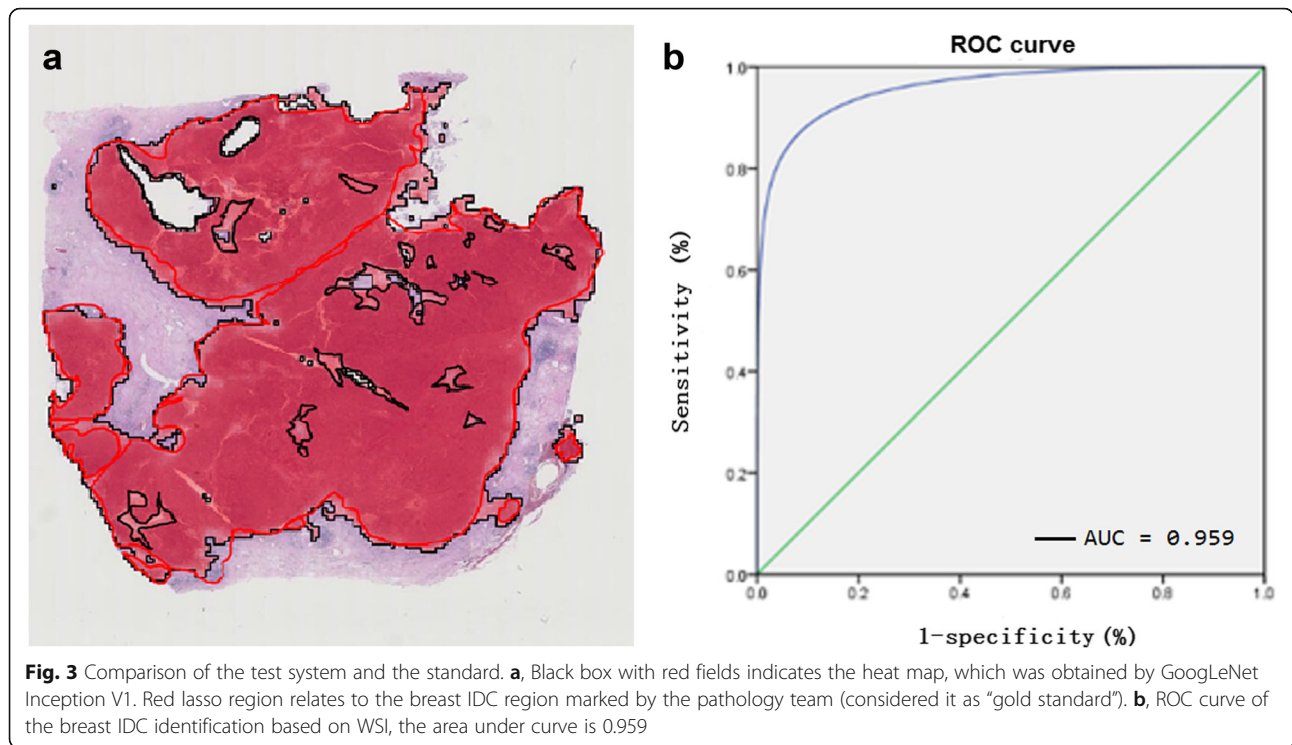 a
b
ROC curve
1.0
0.8
0.6
0.4
0.2
0.0
Sensitivity (%)
AUC = 0.959
0.0 0.2 0.4 0.6 0.8 1.0
1-specificity (%)
Fig. 3 Comparison of the test system and the standard. a, Black box with red fields indicates the heat map, which was obtained by GoogLeNet
Inception V1. Red lasso region relates to the breast IDC region marked by the pathology team (considered it as “gold standard”). b, ROC curve of
the breast IDC identification based on WSI, the area under curve is 0.959